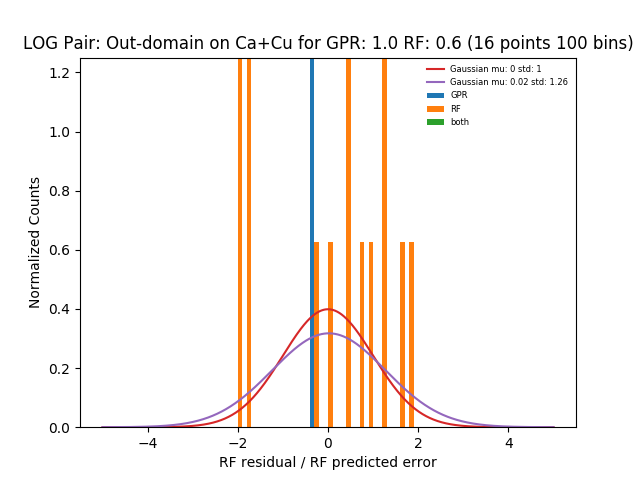 LOG Pair: Out-domain on Ca+Cu for GPR: 1.0 RF: 0.6 (16 points 100 bins)
Gaussian mu: 0 std: 1
Gaussian mu: 0.02 std: 1.26
GPR
RF
both
Normalized Counts
1.2
1.0
0.8
0.6
0.4
0.2
0.0
−4 −2 0 2 4
RF residual / RF predicted error